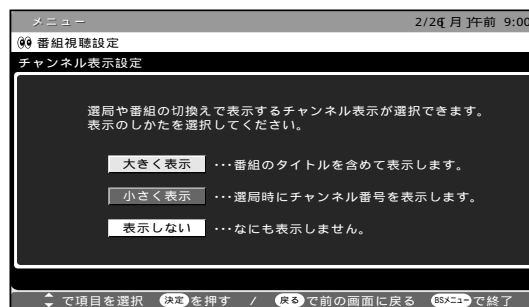 メニュー 2/26(月)午前 9:00
番組視聴設定
チャンネル表示設定
選局や番組の切換えで表示するチャンネル表示が選択できます。
表示のしかたを選択してください。
大きく表示 ･･･番組のタイトルを含めて表示します。
小さく表示 ･･･選局時にチャンネル番号を表示します。
表示しない ･･･なにも表示しません。
で項目を選択 決定を押す / 戻るで前の画面に戻る BSメニューで終了